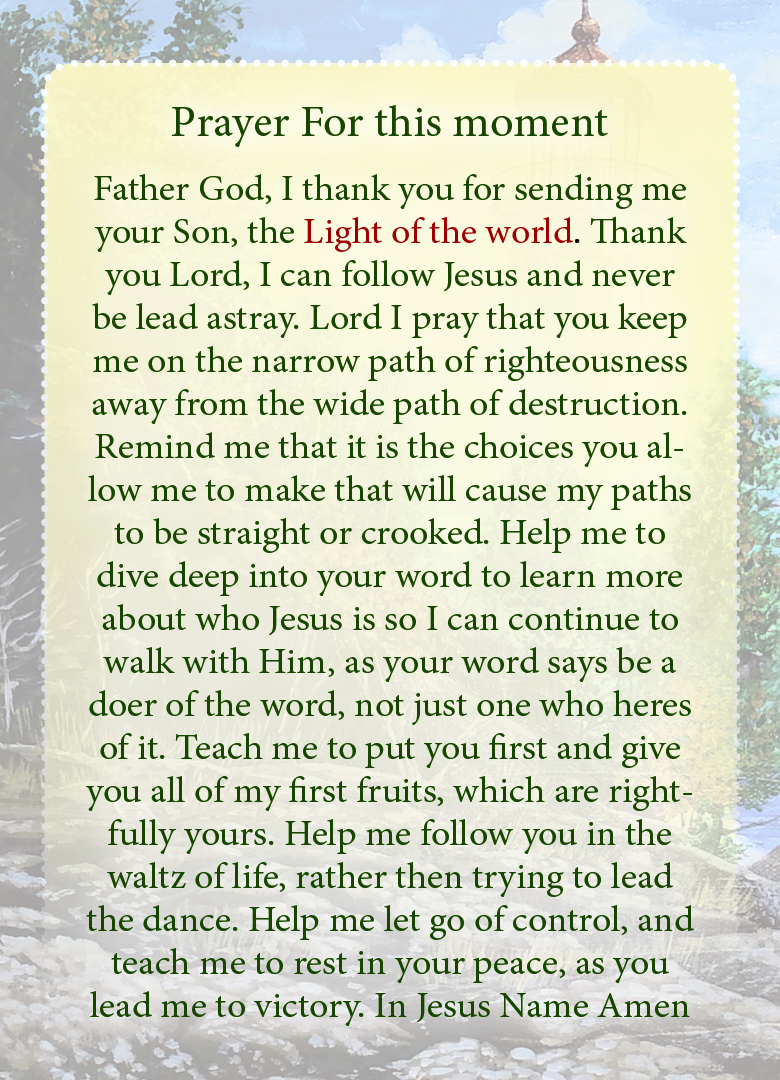 Prayer For this moment
Father God, I thank you for sending me
your Son, the Light of the world. Thank
you Lord, I can follow Jesus and never
be lead astray. Lord I pray that you keep
me on the narrow path of righteousness
away from the wide path of destruction.
Remind me that it is the choices you al-
low me to make that will cause my paths
to be straight or crooked. Help me to
dive deep into your word to learn more
about who Jesus is so I can continue to
walk with Him, as your word says be a
doer of the word, not just one who heres
of it. Teach me to put you first and give
you all of my first fruits, which are right-
fully yours. Help me follow you in the
waltz of life, rather then trying to lead
the dance. Help me let go of control, and
teach me to rest in your peace, as you
lead me to victory. In Jesus Name Amen